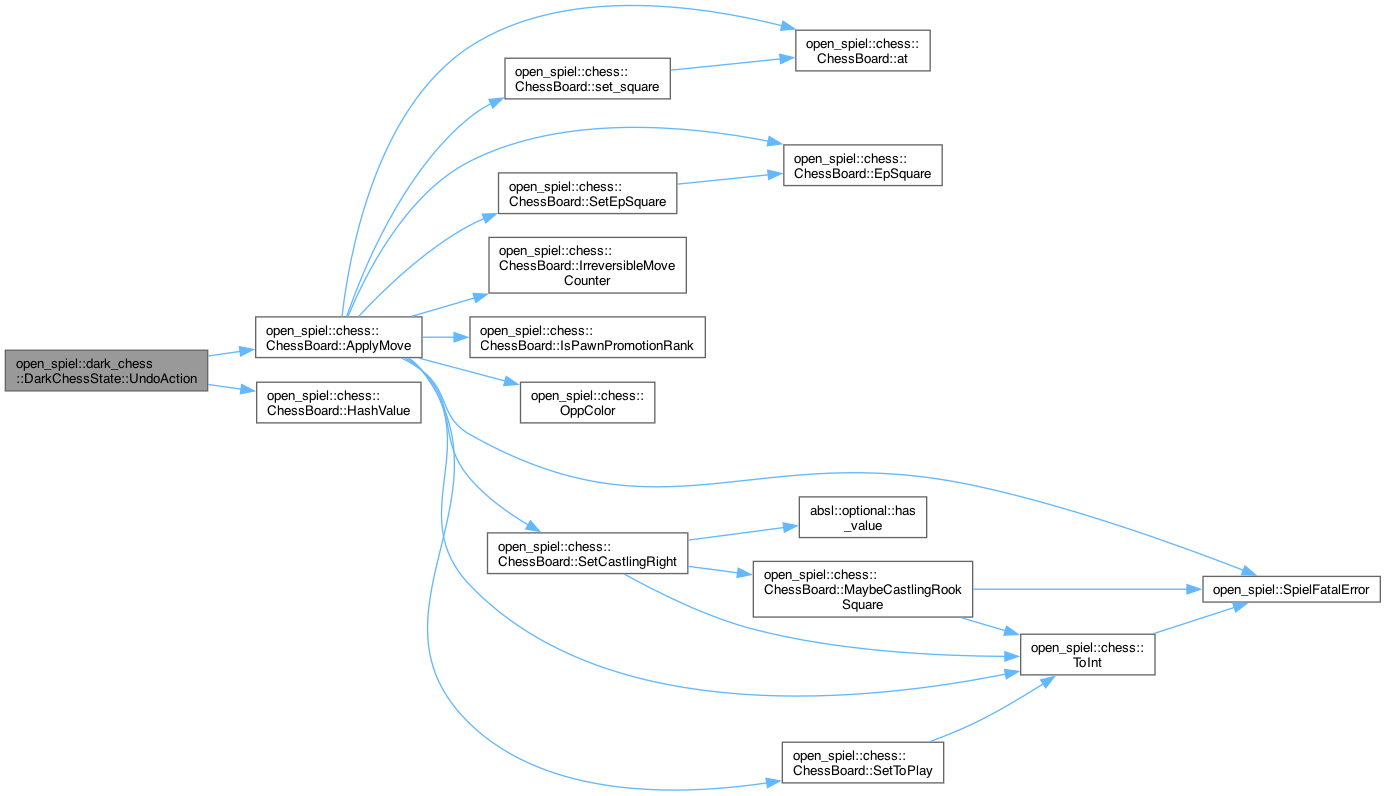 open_spiel::chess::
ChessBoard::at
open_spiel::chess::
ChessBoard::set_square
open_spiel::chess::
ChessBoard::EpSquare
open_spiel::chess::
ChessBoard::SetEpSquare
open_spiel::chess::
ChessBoard::IrreversibleMove
Counter
open_spiel::chess::
ChessBoard::ApplyMove
open_spiel::chess::
ChessBoard::IsPawnPromotionRank
open_spiel::dark_chess
::DarkChessState::UndoAction
open_spiel::chess::
ChessBoard::HashValue
open_spiel::chess::
OppColor
absl::optional::has
_value
open_spiel::chess::
ChessBoard::SetCastlingRight
open_spiel::chess::
ChessBoard::MaybeCastlingRook
Square
open_spiel::SpielFatalError
open_spiel::chess::
ToInt
open_spiel::chess::
ChessBoard::SetToPlay